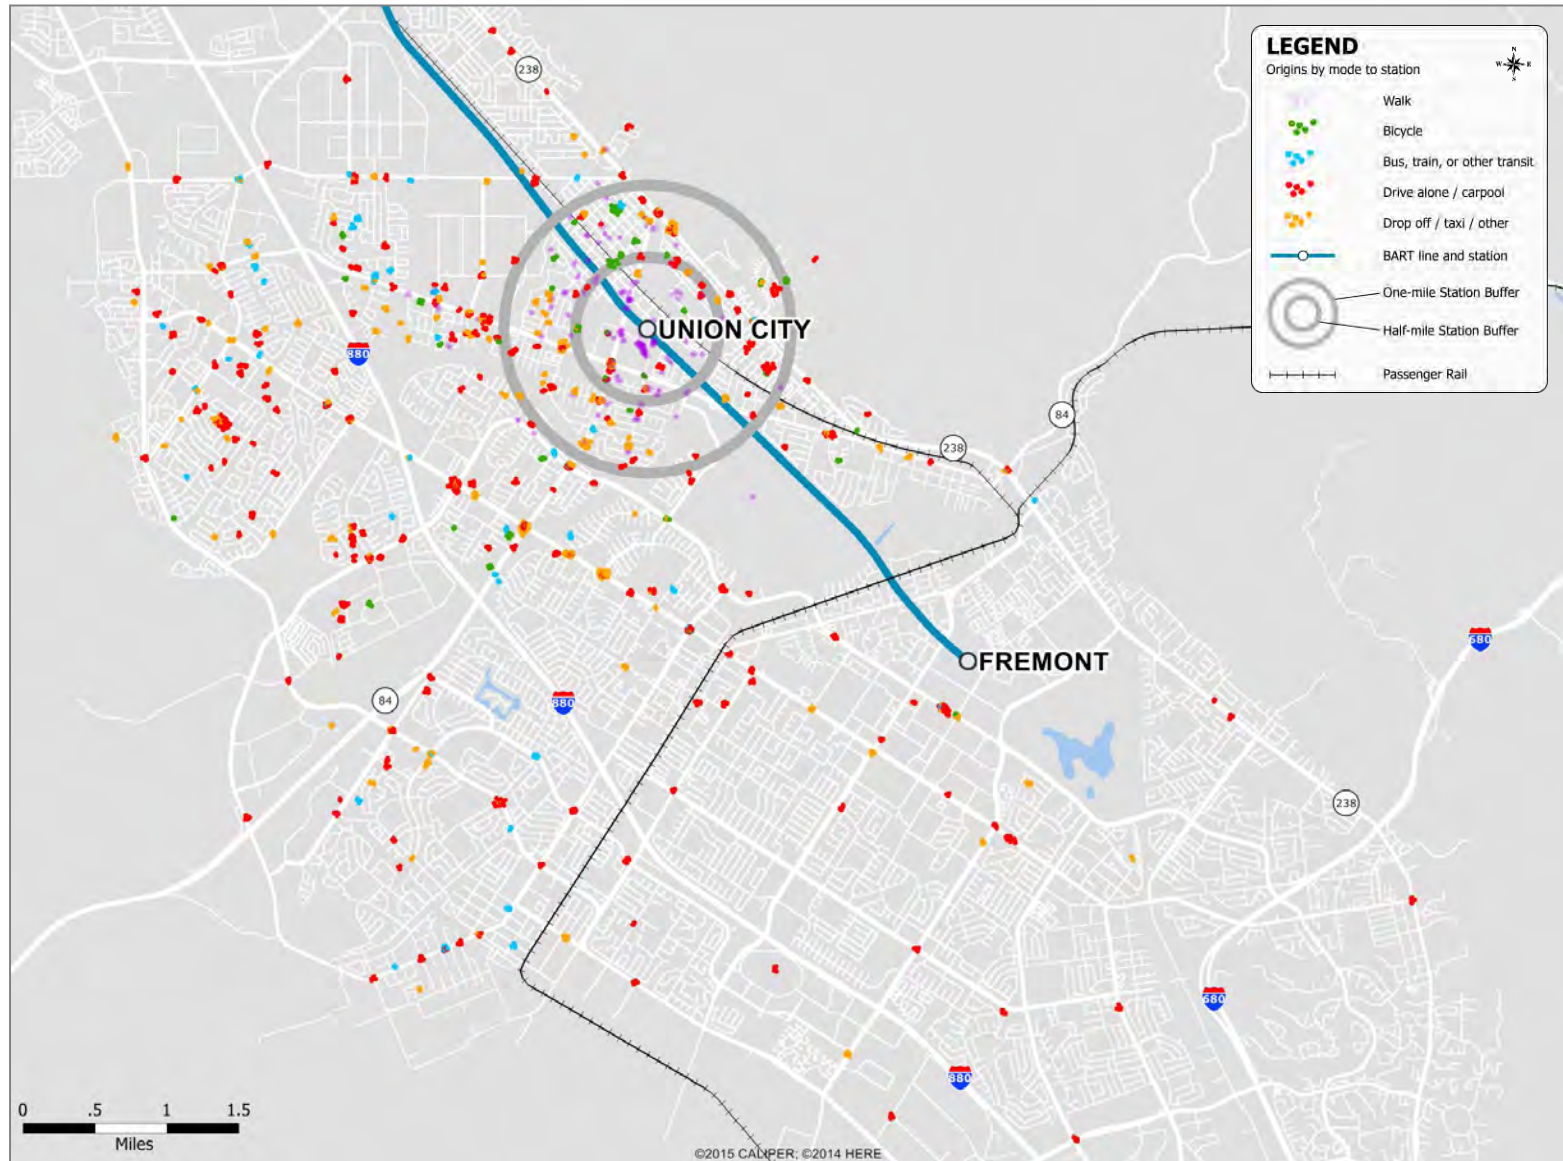 LEGEND
Origins by mode to station
N
W E
S
Walk
Bicycle
Bus, train, or other transit
Drive alone / carpool
Drop off / taxi / other
BART line and station
One-mile Station Buffer
Half-mile Station Buffer
Passenger Rail
238
UNION CITY
880
84
238
FREMONT
680
84
880
238
680
880
0 .5 1 1.5
Miles
©2015 CALIPER; ©2014 HERE